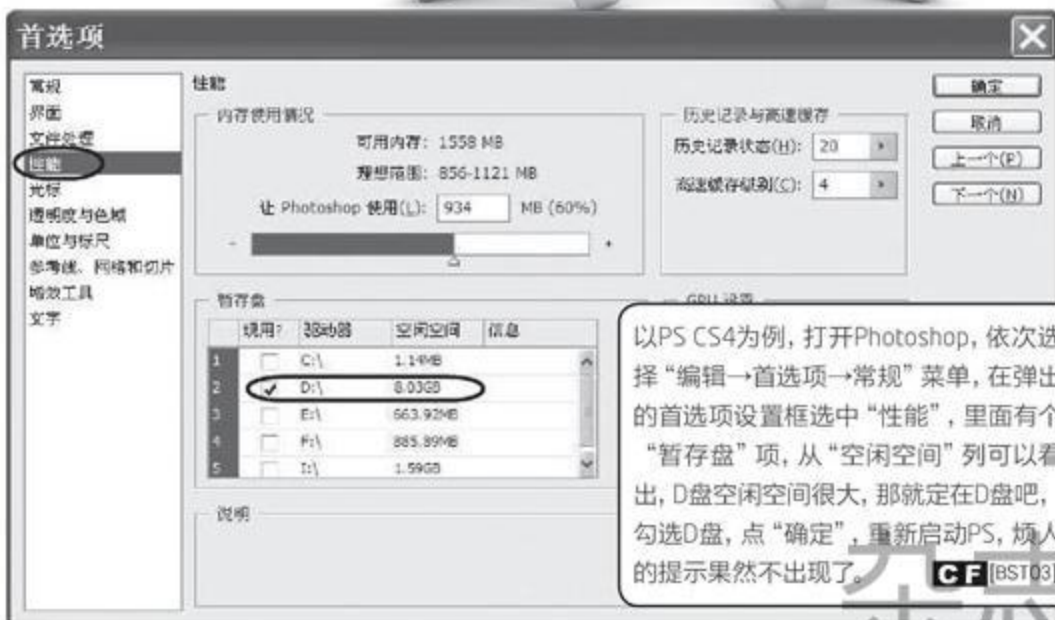 首选项
常规
界面
文件处理
性能
光标
透明度与色域
单位与标尺
参考线、网格和切片
增效工具
文字
性能
内存使用情况
可用内存: 1558 MB
理想范围: 856-1121 MB
让 Photoshop 使用(L): 934 MB (60%)
- +
历史记录与高速缓存
历史记录状态(H): 20
高速缓存级别(C): 4
确定
取消
上一个(P)
下一个(N)
暂存盘
现用? 驱动器 空闲空间 信息
1 C:\ 1.14MB
2 D:\ 8.03GB
3 E:\ 663.92MB
4 F:\ 885.89MB
5 I:\ 1.59GB
GPU 设置
说明
以PS CS4为例，打开Photoshop，依次选
择“编辑→首选项→常规”菜单，在弹出
的首选项设置框选中“性能”，里面有个
“暂存盘”项，从“空闲空间”列可以看
出，D盘空闲空间很大，那就定在D盘吧，
勾选D盘，点“确定”，重新启动PS，烦人
的提示果然不出现了。 CF [BST03]
杂志